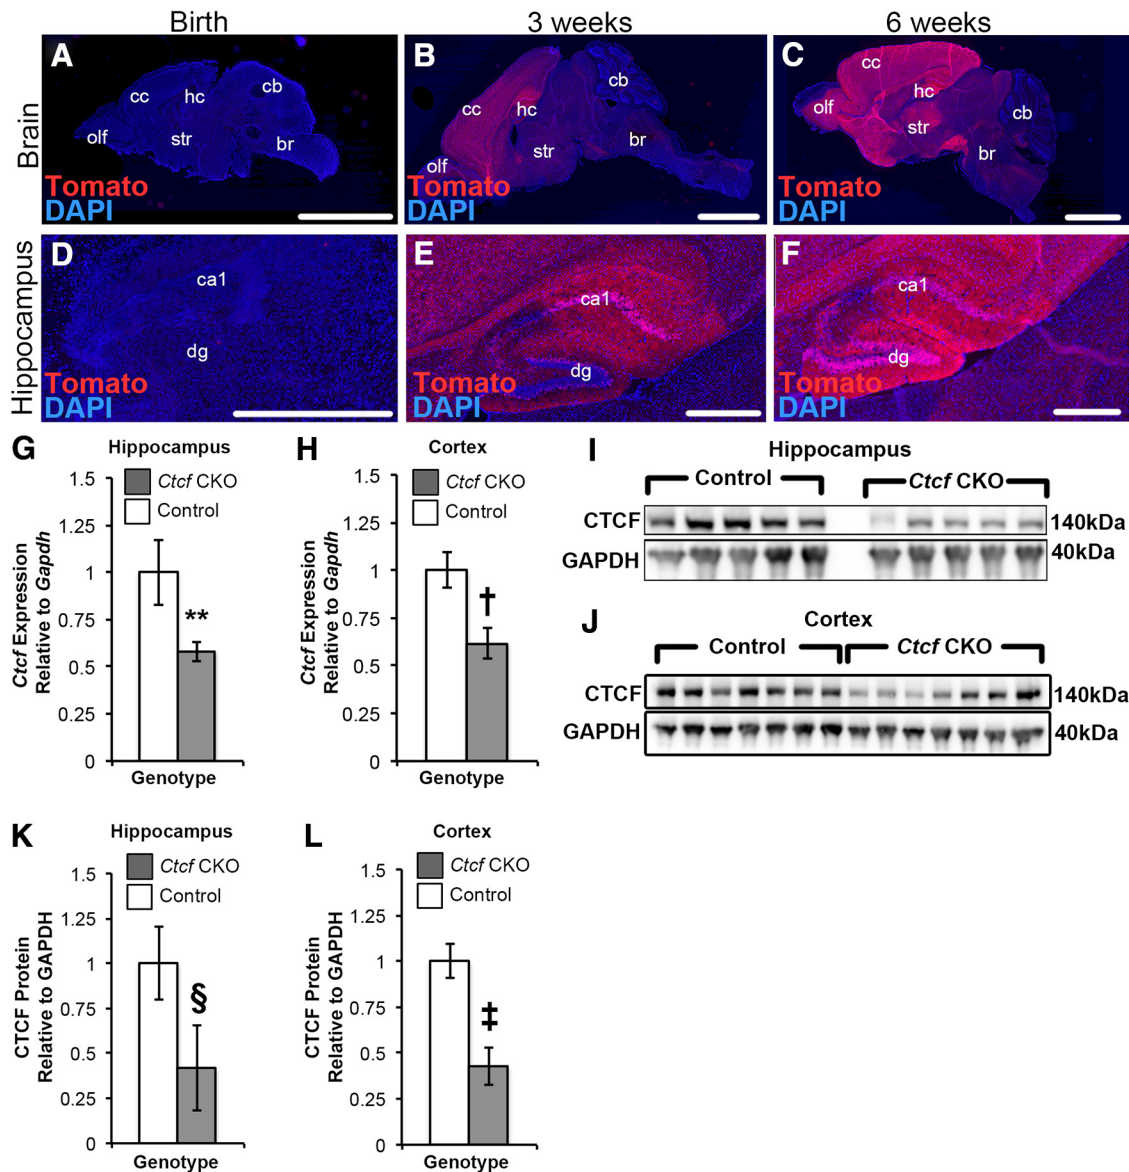 Birth
3 weeks
6 weeks
Brain
A
cc
hc
cb
olf
str
br
Tomato
DAPI
B
cc
hc
cb
olf
str
br
Tomato
DAPI
C
cc
olf
hc
str
cb
br
Tomato
DAPI
Hippocampus
D
ca1
dg
Tomato
DAPI
E
ca1
dg
Tomato
DAPI
F
ca1
dg
Tomato
DAPI
G
Hippocampus
Ctcf CKO
Control
Ctcf Expression
Relative to Gapdh
1.5
1.25
1
0.75
0.5
0.25
0
**
Genotype
H
Cortex
Ctcf CKO
Control
Ctcf Expression
Relative to Gapdh
1.5
1.25
1
0.75
0.5
0.25
0
†
Genotype
I
Hippocampus
Control
Ctcf CKO
CTCF
140kDa
GAPDH
40kDa
J
Cortex
Control
Ctcf CKO
CTCF
140kDa
GAPDH
40kDa
K
Hippocampus
Ctcf CKO
Control
CTCF Protein
Relative to GAPDH
1.5
1.25
1
0.75
0.5
0.25
0
§
Genotype
L
Cortex
Ctcf CKO
Control
CTCF Protein
Relative to GAPDH
1.5
1.25
1
0.75
0.5
0.25
0
‡
Genotype